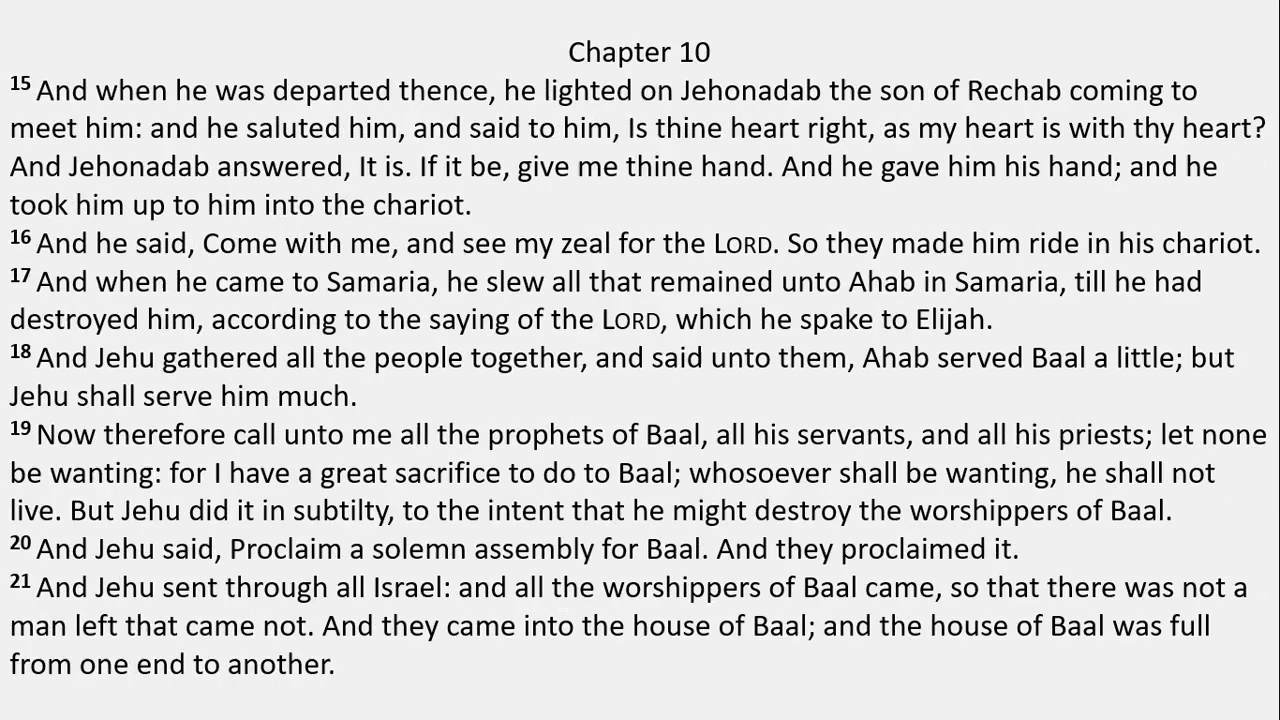 Chapter 10
15 And when he was departed thence, he lighted on Jehonadab the son of Rechab coming to
meet him: and he saluted him, and said to him, Is thine heart right, as my heart is with thy heart?
And Jehonadab answered, It is. If it be, give me thine hand. And he gave him his hand; and he
took him up to him into the chariot.
16 And he said, Come with me, and see my zeal for the LORD. So they made him ride in his chariot.
17 And when he came to Samaria, he slew all that remained unto Ahab in Samaria, till he had
destroyed him, according to the saying of the LORD, which he spake to Elijah.
18 And Jehu gathered all the people together, and said unto them, Ahab served Baal a little; but
Jehu shall serve him much.
19 Now therefore call unto me all the prophets of Baal, all his servants, and all his priests; let none
be wanting: for I have a great sacrifice to do to Baal; whosoever shall be wanting, he shall not
live. But Jehu did it in subtilty, to the intent that he might destroy the worshippers of Baal.
20 And Jehu said, Proclaim a solemn assembly for Baal. And they proclaimed it.
21 And Jehu sent through all Israel: and all the worshippers of Baal came, so that there was not a
man left that came not. And they came into the house of Baal; and the house of Baal was full
from one end to another.